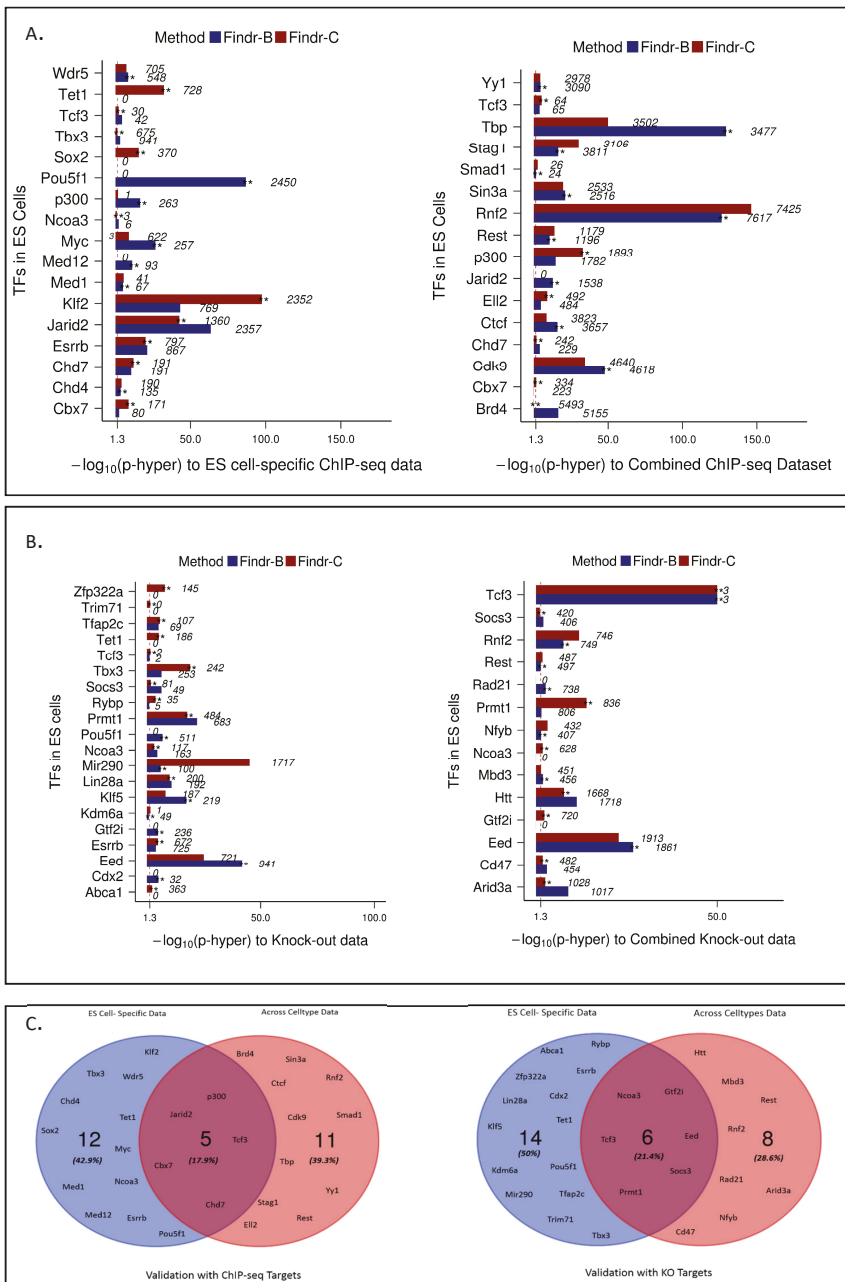 A.
Method Findr-B Findr-C
TFs in ES Cells
Wdr5 705
** 548
Tet1 ** 728
0
Tcf3 ** 30
42
Tbx3 ** 675
941
Sox2 ** 370
0
Pou5f1 0
** 2450
p300 1
** 263
Ncoa3 **3
6
Myc 3 622
** 257
Med12 0
** 93
Med1 41
** 67
Klf2 ** 2352
769
Jarid2 ** 1360
2357
Esrrb ** 797
867
Chd7 ** 191
191
Chd4 190
** 135
Cbx7 ** 171
80
1.3 50.0 100.0 150.0
−log10(p-hyper) to ES cell-specific ChIP-seq data
Method Findr-B Findr-C
TFs in ES Cells
Yy1 2978
** 3090
Tcf3 ** 64
65
Tbp 3502
** 3477
Stag1 3106
** 3811
Smad1 26
** 24
Sin3a 2533
** 2516
Rnf2 7425
** 7617
Rest 1179
** 1196
p300 ** 1893
1782
Jarid2 0
** 1538
Ell2 ** 492
484
Ctcf 3823
** 3657
Chd7 ** 242
229
Cdk9 4640
** 4618
Cbx7 ** 334
223
Brd4 ** 5493
5155
1.3 50.0 100.0 150.0
−log10(p-hyper) to Combined ChIP-seq Dataset
B.
Method Findr-B Findr-C
TFs in ES cells
Zfp322a ** 145
0
Trim71 **0
0
Tfap2c ** 107
69
Tet1 ** 186
0
Tcf3 **2
2
Tbx3 ** 242
253
Socs3 ** 81
49
Rybp ** 35
5
Prmt1 ** 484
683
Pou5f1 0
** 511
Ncoa3 ** 117
163
Mir290 1717
** 100
Lin28a ** 200
192
Klf5 187
** 219
Kdm6a 1
** 49
Gtf2i 0
** 236
Esrrb ** 672
725
Eed 721
** 941
Cdx2 0
** 32
Abca1 ** 363
0
1.3 50.0 100.0
−log10(p-hyper) to Knock-out data
Method Findr-B Findr-C
TFs in ES cells
Tcf3 **3
**3
Socs3 ** 420
406
Rnf2 746
** 749
Rest 487
** 497
Rad21 0
** 738
Prmt1 ** 836
806
Nfyb 432
** 407
Ncoa3 ** 628
0
Mbd3 451
** 456
Htt ** 1668
1718
Gtf2i ** 720
0
Eed 1913
** 1861
Cd47 ** 482
454
Arid3a ** 1028
1017
1.3 50.0
−log10(p-hyper) to Combined Knock-out data
C.
ES Cell- Specific Data Across Celltype Data
Klf2
Tbx3
Wdr5
Chd4
Tet1
Sox2
12
(42.9%)
Myc
Med1
Ncoa3
Med12
Esrrb
Pou5f1
p300
Jarid2
5
(17.9%)
Tcf3
Cbx7
Chd7
Brd4
Sin3a
Ctcf
Rnf2
Cdk9
Smad1
11
(39.3%)
Tbp
Yy1
Stag1
Ell2
Rest
Validation with ChIP-seq Targets
ES Cell- Specific Data Across Celltypes Data
Abca1
Rybp
Zfp322a
Esrrb
Lin28a
Cdx2
Klf5
Tet1
14
(50%)
Kdm6a
Pou5f1
Mir290
Tfap2c
Trim71
Tbx3
Ncoa3
Gtf2i
Tcf3
6
(21.4%)
Eed
Socs3
Prmt1
Htt
Mbd3
Rest
Rnf2
8
(28.6%)
Rad21
Arid3a
Nfyb
Cd47
Validation with KO Targets